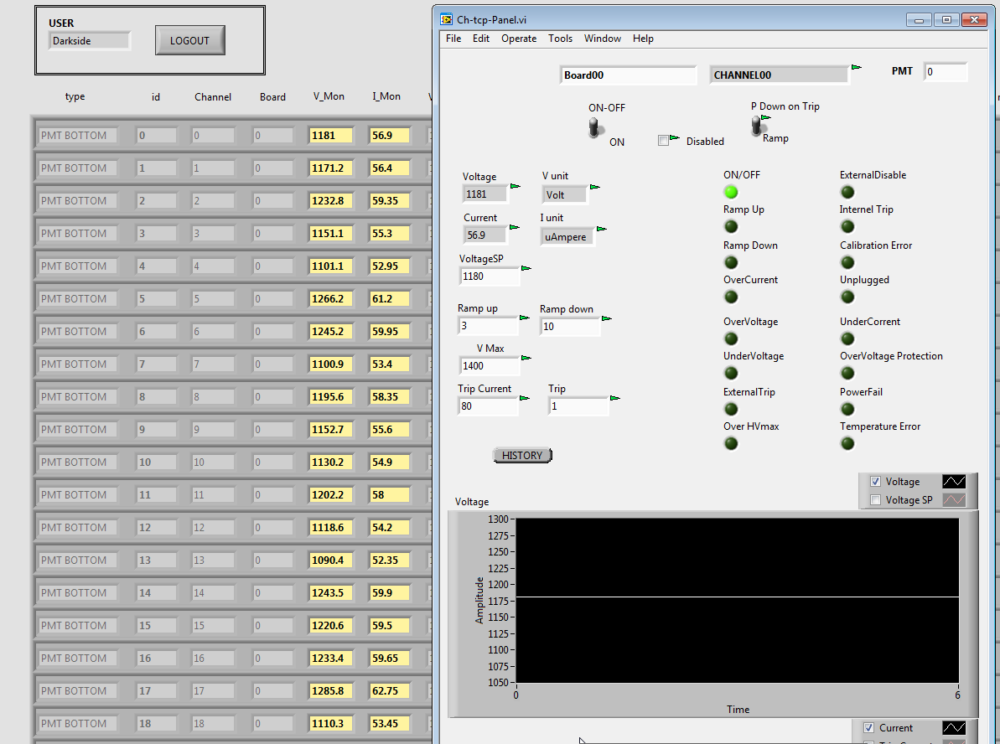 USER
Darkside
LOGOUT
type id Channel Board V_Mon I_Mon
PMT BOTTOM 0 0 0 1181 56.9
PMT BOTTOM 1 1 0 1171.2 56.4
PMT BOTTOM 2 2 0 1232.8 59.35
PMT BOTTOM 3 3 0 1151.1 55.3
PMT BOTTOM 4 4 0 1101.1 52.95
PMT BOTTOM 5 5 0 1266.2 61.2
PMT BOTTOM 6 6 0 1245.2 59.95
PMT BOTTOM 7 7 0 1100.9 53.4
PMT BOTTOM 8 8 0 1195.6 58.35
PMT BOTTOM 9 9 0 1152.7 55.6
PMT BOTTOM 10 10 0 1130.2 54.9
PMT BOTTOM 11 11 0 1202.2 58
PMT BOTTOM 12 12 0 1118.6 54.2
PMT BOTTOM 13 13 0 1090.4 52.35
PMT BOTTOM 14 14 0 1243.5 59.9
PMT BOTTOM 15 15 0 1220.6 59.5
PMT BOTTOM 16 16 0 1233.4 59.65
PMT BOTTOM 17 17 0 1285.8 62.75
PMT BOTTOM 18 18 0 1110.3 53.45
Ch-tcp-Panel.vi
File Edit Operate Tools Window Help
Board00 CHANNEL00 PMT 0
ON-OFF
ON
Disabled
P Down on Trip
Ramp
Voltage V unit
1181 Volt
Current I unit
56.9 uAmpere
VoltageSP
1180
Ramp up Ramp down
3 10
V Max
1400
Trip Current Trip
80 1
HISTORY
ON/OFF ExternalDisable
Ramp Up Internel Trip
Ramp Down Calibration Error
OverCurrent Unplugged
OverVoltage UnderCorrent
UnderVoltage OverVoltage Protection
ExternalTrip PowerFail
Over HVmax Temperature Error
Voltage
Voltage SP
Voltage
1300
1275
1250
1225
1200
1175
1150
1125
1100
1075
1050
Amplitude
0 6
Time
Current